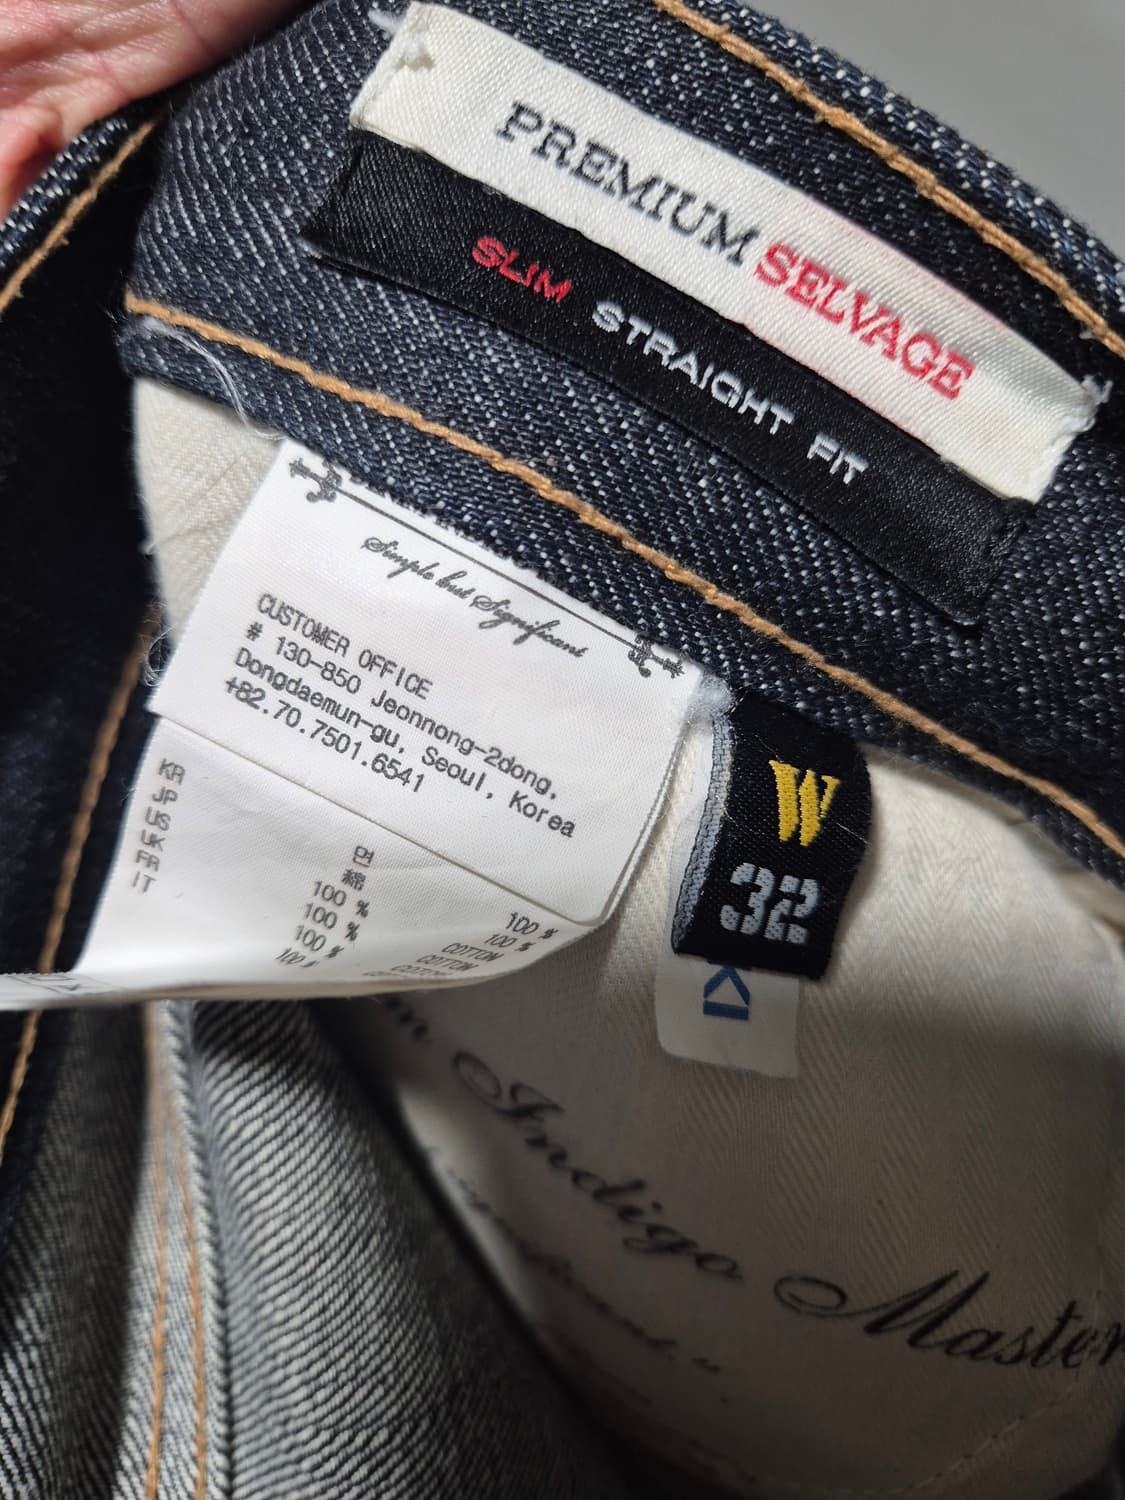 PREMIUM SELVAGE
SLIM STRAIGHT FIT
Simple but Significant
CUSTOMER OFFICE
# 130-850 Jeonnong-2dong,
Dongdaemun-gu, Seoul, Korea
+82.70.7501.6541
KR 면 100 %
JP 綿 100 %
US 100 % COTTON
UK 100 % COTTON
FR 100 % COTTON
IT 100 %
W
32
Indigo Master